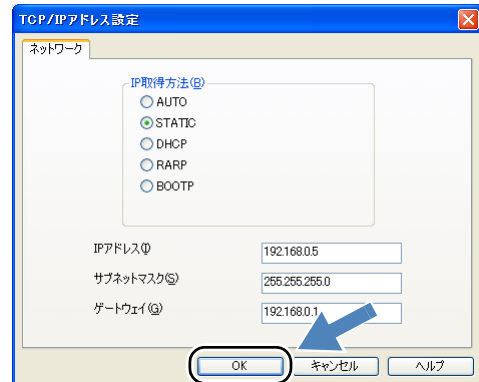 TCP/IPアドレス設定
ネットワーク
IP取得方法(B)
AUTO
STATIC
DHCP
RARP
BOOTP
IPアドレス(I) 192.168.0.5
サブネットマスク(S) 255.255.255.0
ゲートウェイ(G) 192.168.0.1
OK キャンセル ヘルプ